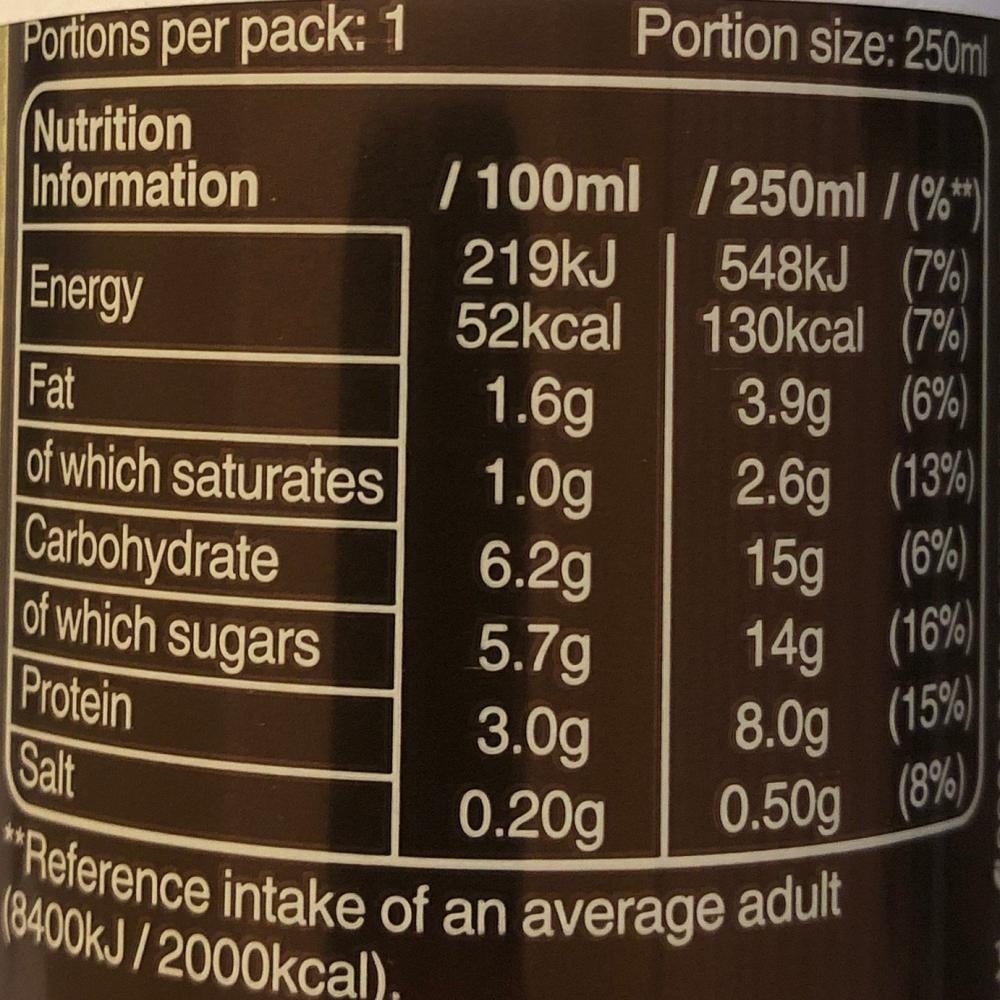 Portions per pack: 1 Portion size: 250ml
Nutrition
Information / 100ml / 250ml / (%**)
Energy 219kJ 548kJ (7%)
52kcal 130kcal (7%)
Fat 1.6g 3.9g (6%)
of which saturates 1.0g 2.6g (13%)
Carbohydrate 6.2g 15g (6%)
of which sugars 5.7g 14g (16%)
Protein 3.0g 8.0g (15%)
Salt 0.20g 0.50g (8%)
**Reference intake of an average adult
(8400kJ / 2000kcal).